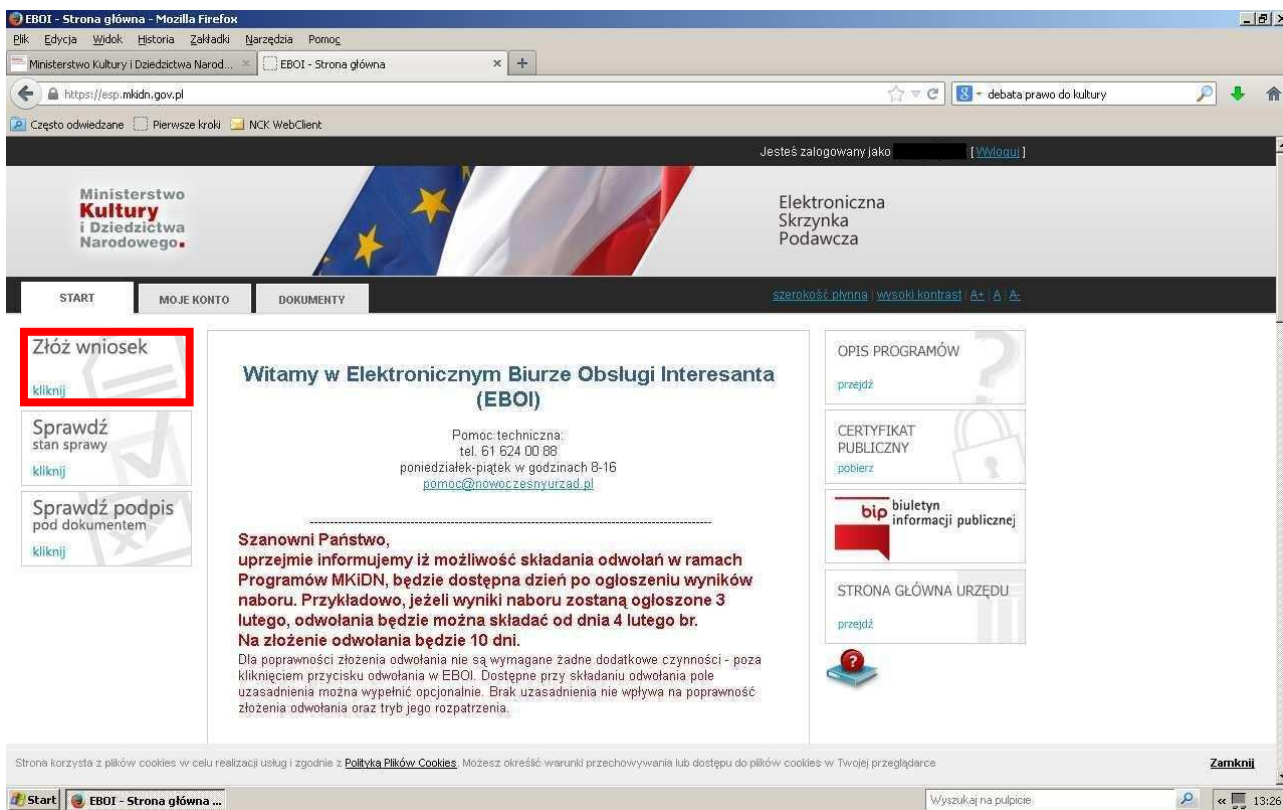 EBOI - Strona główna - Mozilla Firefox
Plik Edycja Widok Historia Zakładki Narzędzia Pomoc
Ministerstwo Kultury i Dziedzictwa Narod... × EBOI - Strona główna × +
https://esp.mkidn.gov.pl debata prawo do kultury
Często odwiedzane Pierwsze kroki NCK WebClient
Jesteś zalogowany jako [ Wyloguj ]
Ministerstwo
Kultury
i Dziedzictwa
Narodowego
Elektroniczna
Skrzynka
Podawcza
START MOJE KONTO DOKUMENTY
szerokość płynna | wysoki kontrast | A+ | A | A-
Złóż wniosek
kliknij
Sprawdź
stan sprawy
kliknij
Sprawdź podpis
pod dokumentem
kliknij
Witamy w Elektronicznym Biurze Obsługi Interesanta
(EBOI)
Pomoc techniczna:
tel. 61 624 00 88
poniedziałek-piątek w godzinach 8-16
pomoc@nowoczesnyurzad.pl
Szanowni Państwo,
uprzejmie informujemy iż możliwość składania odwołań w ramach
Programów MKiDN, będzie dostępna dzień po ogłoszeniu wyników
naboru. Przykładowo, jeżeli wyniki naboru zostaną ogłoszone 3
lutego, odwołania będzie można składać od dnia 4 lutego br.
Na złożenie odwołania będzie 10 dni.
Dla poprawności złożenia odwołania nie są wymagane żadne dodatkowe czynności - poza
kliknięciem przycisku odwołania w EBOI. Dostępne przy składaniu odwołania pole
uzasadnienia można wypełnić opcjonalnie. Brak uzasadnienia nie wpływa na poprawność
złożenia odwołania oraz tryb jego rozpatrzenia.
OPIS PROGRAMÓW
przejdź
CERTYFIKAT
PUBLICZNY
pobierz
bip biuletyn
informacji publicznej
STRONA GŁÓWNA URZĘDU
przejdź
Strona korzysta z plików cookies w celu realizacji usług i zgodnie z Polityką Plików Cookies. Możesz określić warunki przechowywania lub dostępu do plików cookies w Twojej przeglądarce. Zamknij
Start EBOI - Strona główna ... Wyszukaj na pulpicie « 13:26